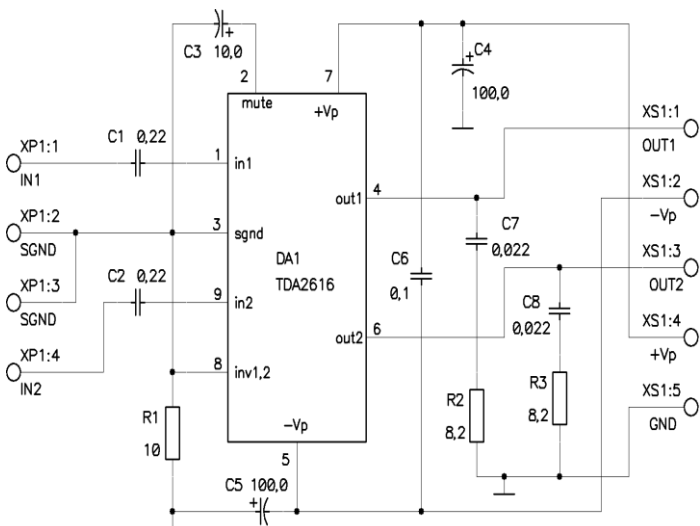 C3 10,0
+
2
7
+
C4
100,0
mute
+Vp
XP1:1
IN1
C1 0,22
1
in1
XS1:1
OUT1
XP1:2
SGND
3
sgnd
out1
4
XS1:2
-Vp
C7
0,022
XP1:3
SGND
C2 0,22
9
in2
DA1
TDA2616
C6
0,1
XS1:3
OUT2
C8
0,022
XP1:4
IN2
8
inv1,2
out2
6
XS1:4
+Vp
R1
10
-Vp
5
R2
8,2
R3
8,2
XS1:5
GND
C5 100,0
+